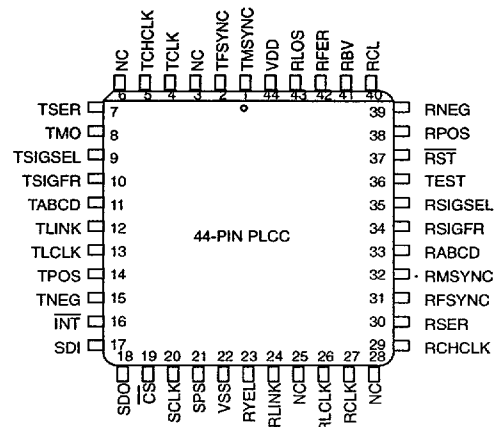 NC TCHCLK TCLK NC TFSYNC TMSYNC VDD RLOS RFER RBV RCL
6 5 4 3 2 1 44 43 42 41 40
TSER 7 39 RNEG
TMO 8 38 RPOS
TSIGSEL 9 37 RST
TSIGFR 10 36 TEST
TABCD 11 35 RSIGSEL
TLINK 12 34 RSIGFR
44-PIN PLCC
TLCLK 13 33 RABCD
TPOS 14 32 RMSYNC
TNEG 15 31 RFSYNC
INT 16 30 RSER
SDI 17 29 RCHCLK
18 19 20 21 22 23 24 25 26 27 28
SDO CS SCLK SPS VSS RYEL RLINK NC RLCLK RCLK NC